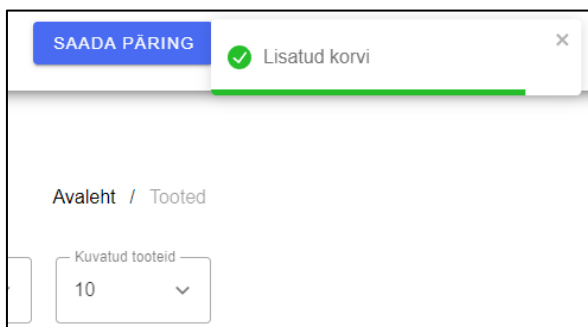 SAADA PÄRING
Lisatud korvi
Avaleht / Tooted
Kuvatud tooteid
10